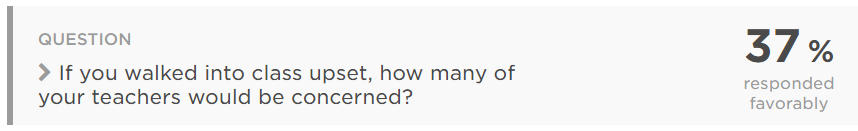 QUESTION
If you walked into class upset, how many of
your teachers would be concerned?
37 %
responded
favorably